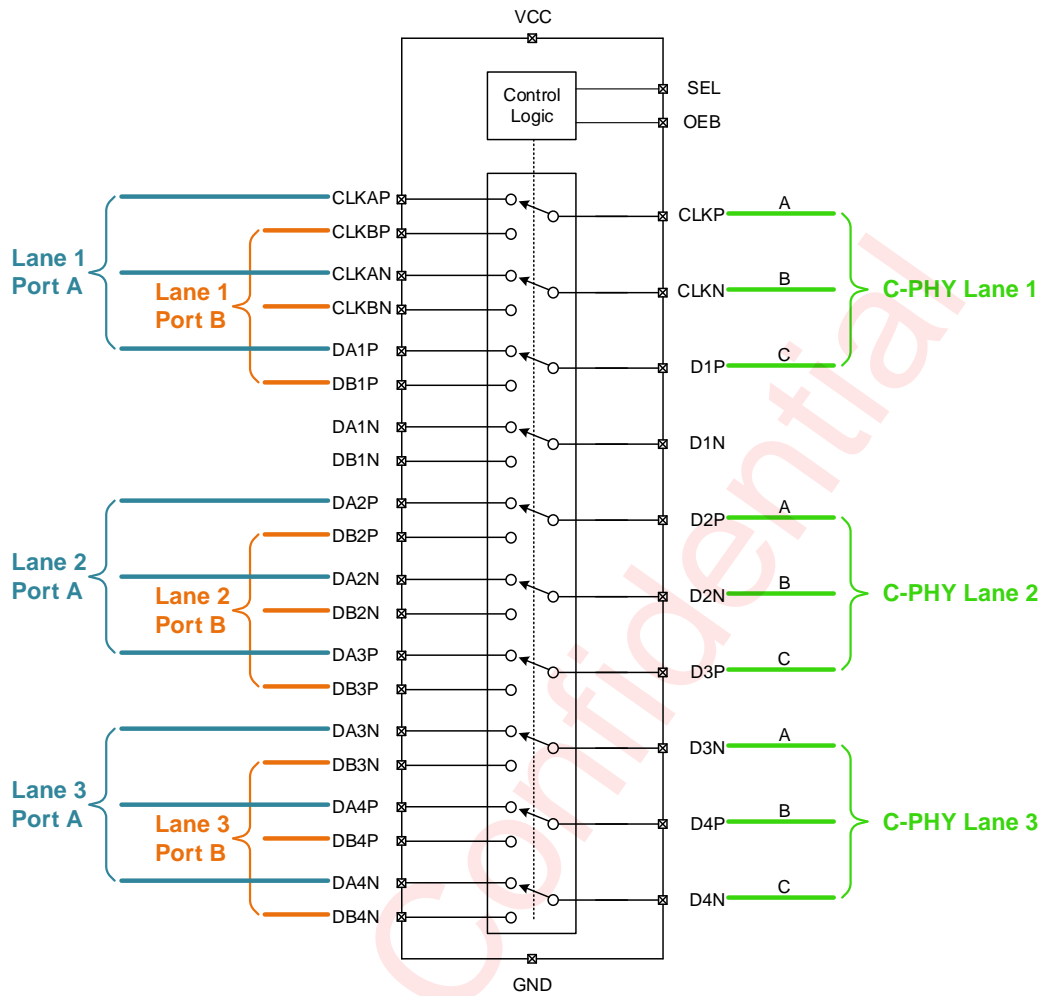 VCC
Control
Logic
SEL
OEB
CLKAP
CLKBP
CLKAN
CLKBN
DA1P
DB1P
DA1N
DB1N
DA2P
DB2P
DA2N
DB2N
DA3P
DB3P
DA3N
DB3N
DA4P
DB4P
DA4N
DB4N
Lane 1
Port A
Lane 1
Port B
Lane 2
Port A
Lane 2
Port B
Lane 3
Port A
Lane 3
Port B
CLKP
A
CLKN
B
D1P
C
C-PHY Lane 1
D1N
D2P
A
D2N
B
D3P
C
C-PHY Lane 2
D3N
A
D4P
B
D4N
C
C-PHY Lane 3
GND
Confidential